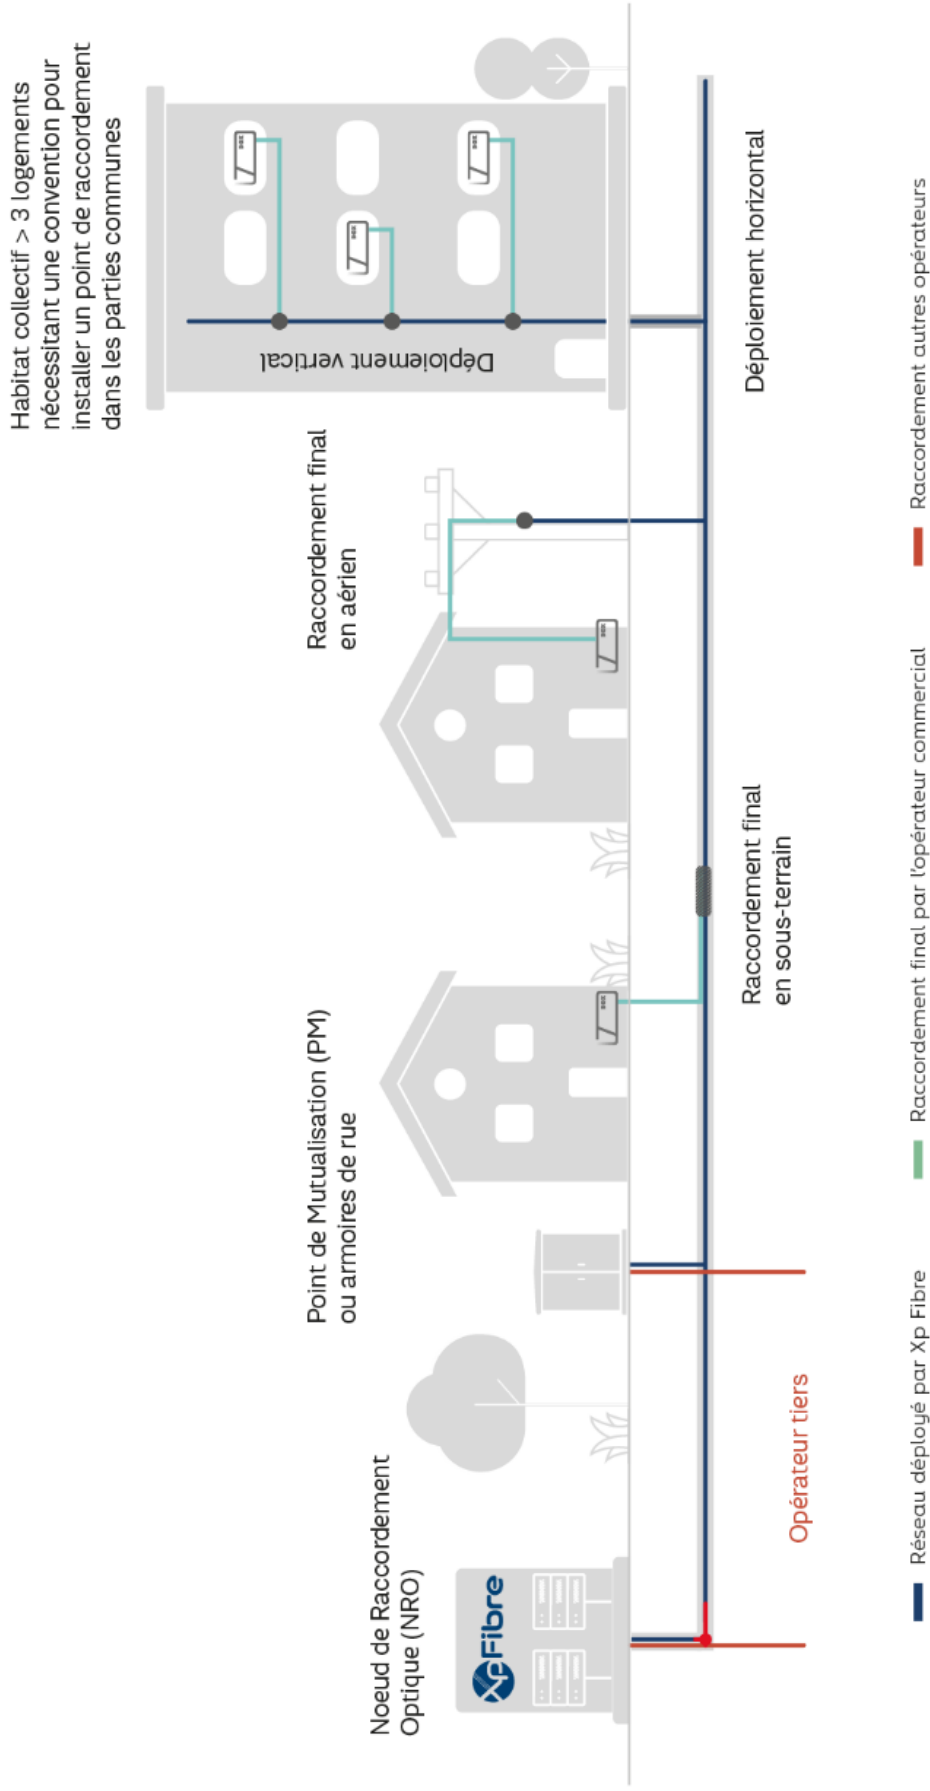 Habitat collectif > 3 logements
nécessitant une convention pour
installer un point de raccordement
dans les parties communes
Raccordement final
en aérien
Point de Mutualisation (PM)
ou armoires de rue
Noeud de Raccordement
Optique (NRO)
XpFibre
Déploiement vertical
Déploiement horizontal
Raccordement final
en sous-terrain
Opérateur tiers
Réseau déployé par Xp Fibre
Raccordement final par l'opérateur commercial
Raccordement autres opérateurs